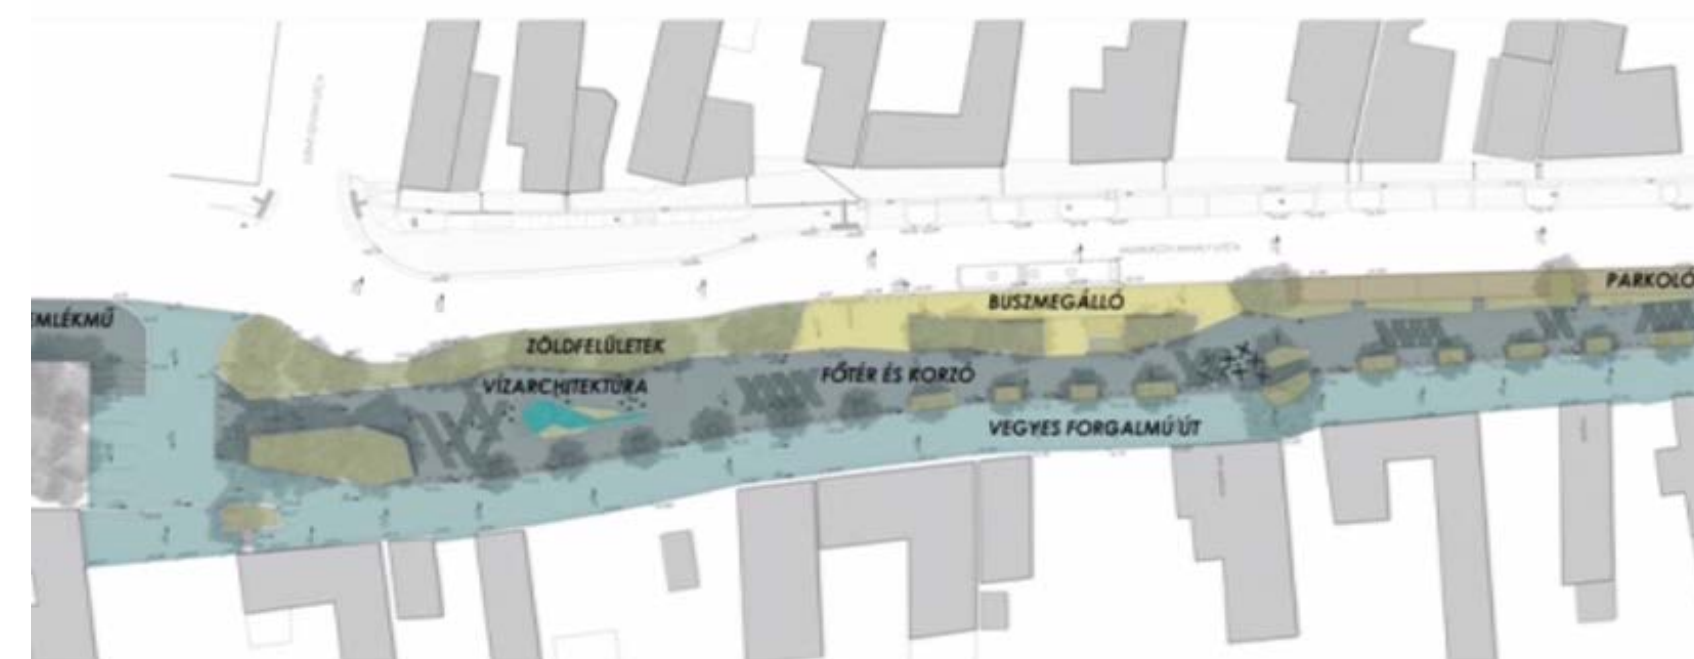 EMLÉKMŰ
ZÖLDFELÜLETEK
VÍZARCHITEKTÚRA
BUSZMEGÁLLÓ
FŐTÉR ÉS KORZÓ
VEGYES FORGALMÚ ÚT
PARKOLÓ